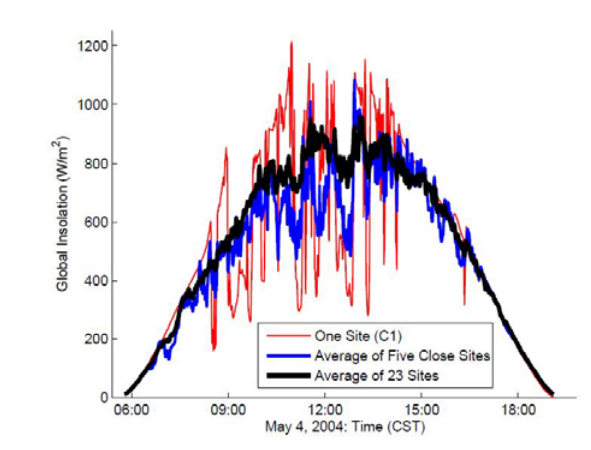 1200
1000
800
600
400
200
0
Global Insolation (W/m²)
One Site (C1)
Average of Five Close Sites
Average of 23 Sites
06:00 09:00 12:00 15:00 18:00
May 4, 2004: Time (CST)